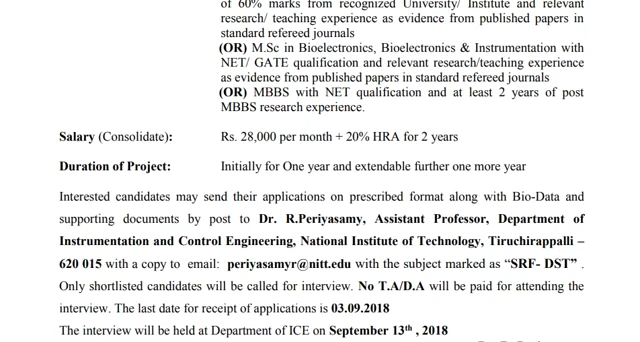 of 60% marks from recognized University/ Institute and relevant
research/ teaching experience as evidence from published papers in
standard refereed journals
(OR) M.Sc in Bioelectronics, Bioelectronics & Instrumentation with
NET/ GATE qualification and relevant research/teaching experience
as evidence from published papers in standard refereed journals
(OR) MBBS with NET qualification and at least 2 years of post
MBBS research experience.
Salary (Consolidate): Rs. 28,000 per month + 20% HRA for 2 years
Duration of Project: Initially for One year and extendable further one more year
Interested candidates may send their applications on prescribed format along with Bio-Data and
supporting documents by post to Dr. R.Periyasamy, Assistant Professor, Department of
Instrumentation and Control Engineering, National Institute of Technology, Tiruchirappalli –
620 015 with a copy to email: periyasamyr@nitt.edu with the subject marked as “SRF- DST” .
Only shortlisted candidates will be called for interview. No T.A/D.A will be paid for attending the
interview. The last date for receipt of applications is 03.09.2018
The interview will be held at Department of ICE on September 13th , 2018